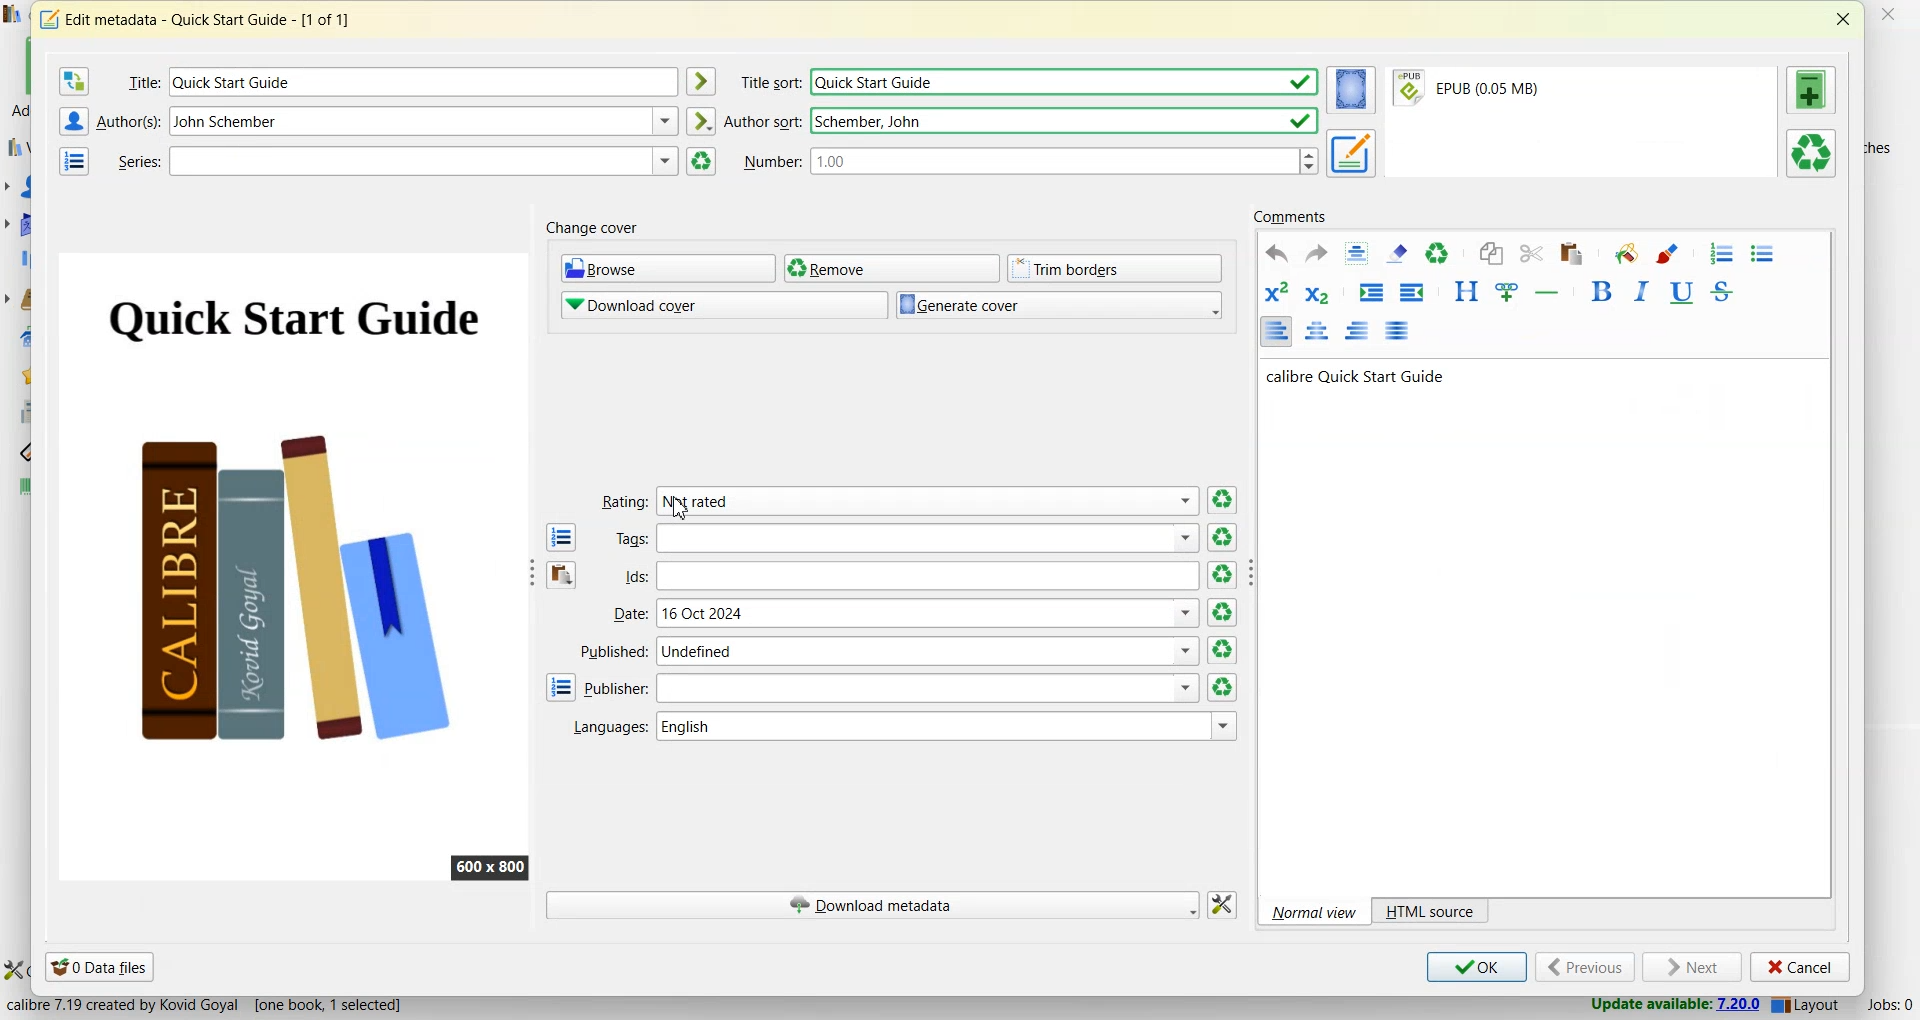 Edit metadata - Quick Start Guide - [1 of 1]
Title: Quick Start Guide
Title sort: Quick Start Guide
ePUB
EPUB (0.05 MB)
Ad
Author(s): John Schember
Author sort: Schember, John
Series:
Number: 1.00
ches
Change cover
Comments
Browse
Remove
Trim borders
Download cover
Generate cover
Quick Start Guide
calibre Quick Start Guide
CALIBRE
Kovid Goyal
Rating: Not rated
Tags:
Ids:
Date: 16 Oct 2024
Published: Undefined
Publisher:
Languages: English
600 x 800
Download metadata
Normal view
HTML source
0 Data files
OK
Previous
Next
Cancel
calibre 7.19 created by Kovid Goyal [one book, 1 selected]
Update available: 7.20.0
Layout
Jobs: 0